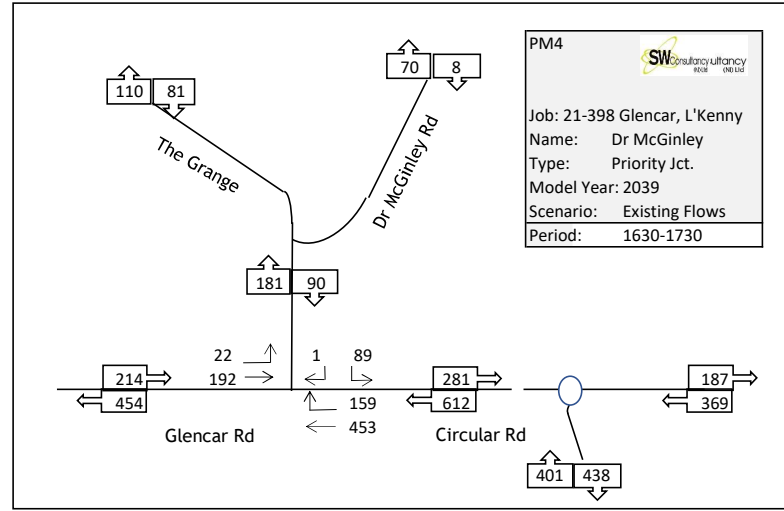 PM4
SW Consultancy
(NI) Ltd
Job: 21-398 Glencar, L'Kenny
Name: Dr McGinley
Type: Priority Jct.
Model Year: 2039
Scenario: Existing Flows
Period: 1630-1730
70 8
110 81
The Grange
Dr McGinley Rd
181 90
22 1 89
214 192 281 187
454 159 612 369
453
Glencar Rd Circular Rd
401 438